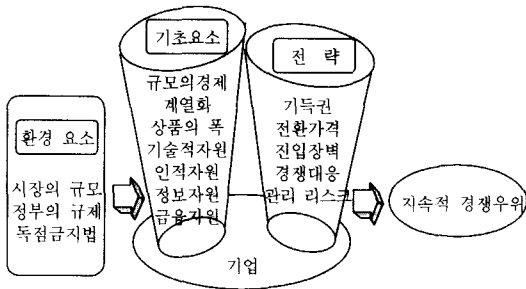 환경 요소
시장의 규모
정부의 규제
독점금지법
기초요소
규모의경제
계열화
상품의 폭
기술적자원
인적자원
정보자원
금융자원
전 략
기득권
전환가격
진입장벽
경쟁대응
관리 리스크
기업
지속적 경쟁우위